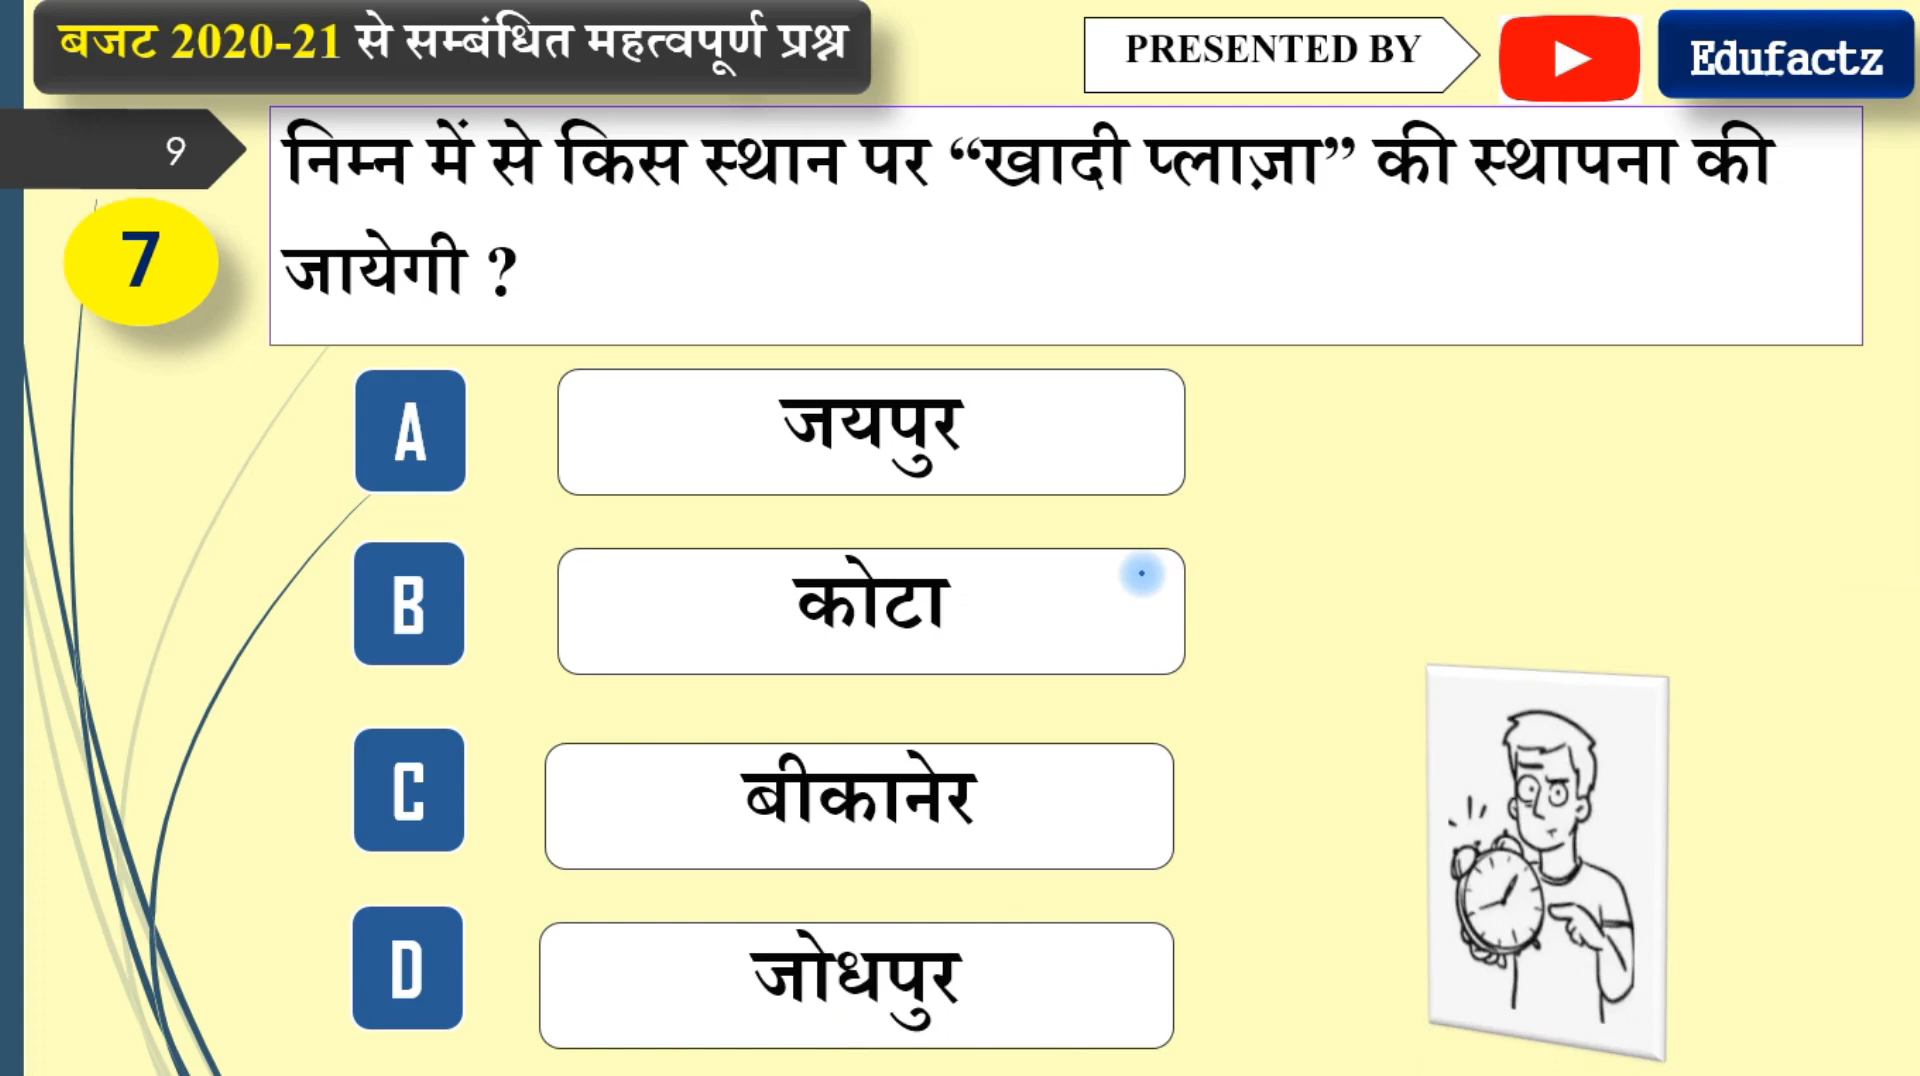 बजट 2020-21 से सम्बंधित महत्वपूर्ण प्रश्न
PRESENTED BY
Edufactz
9
निम्न में से किस स्थान पर “खादी प्लाज़ा” की स्थापना की
जायेगी ?
7
A
जयपुर
B
कोटा
C
बीकानेर
D
जोधपुर